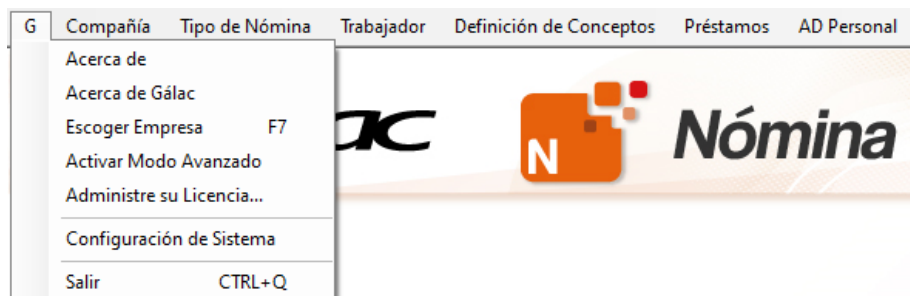 G Compañía Tipo de Nómina Trabajador Definición de Conceptos Préstamos AD Personal
Acerca de
Acerca de Gálac
Escoger Empresa F7
Activar Modo Avanzado
Administre su Licencia...
Configuración de Sistema
Salir CTRL+Q
ac
N
Nómina